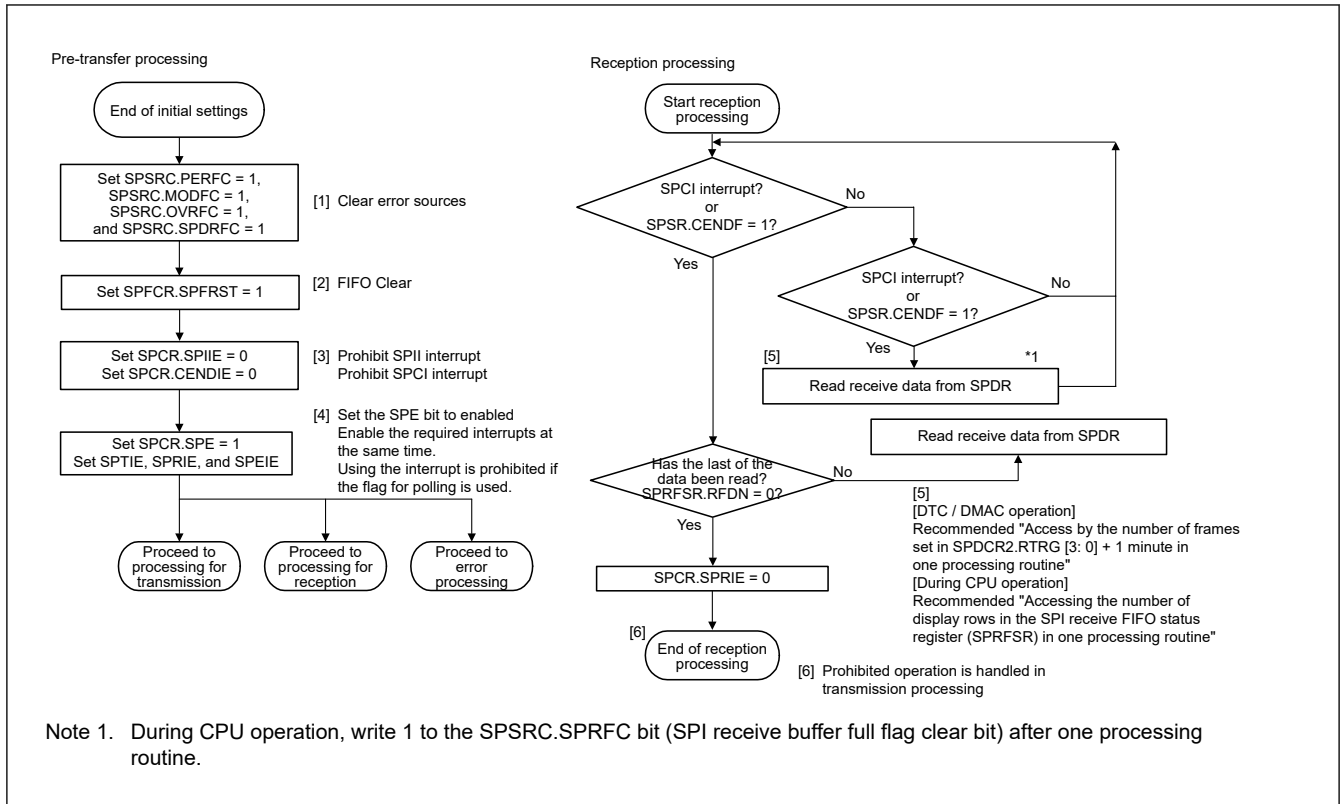 Pre-transfer processing
End of initial settings
Set SPSRC.PERFC = 1,
SPSRC.MODFC = 1,
SPSRC.OVRFC = 1,
and SPSRC.SPDRFC = 1
[1] Clear error sources
Set SPFCR.SPFRST = 1
[2] FIFO Clear
Set SPCR.SPIIE = 0
Set SPCR.CENDIE = 0
[3] Prohibit SPII interrupt
Prohibit SPCI interrupt
Set SPCR.SPE = 1
Set SPTIE, SPRIE, and SPEIE
[4] Set the SPE bit to enabled
Enable the required interrupts at
the same time.
Using the interrupt is prohibited if
the flag for polling is used.
Proceed to
processing for
transmission
Proceed to
processing for
reception
Proceed to
error
processing
Reception processing
Start reception
processing
SPCI interrupt?
or
SPSR.CENDF = 1?
No
Yes
SPCI interrupt?
or
SPSR.CENDF = 1?
No
Yes
[5]
*1
Read receive data from SPDR
Read receive data from SPDR
Has the last of the
data been read?
SPRFSR.RFDN = 0?
No
Yes
[5]
[DTC / DMAC operation]
Recommended "Access by the number of frames
set in SPDCR2.RTRG [3: 0] + 1 minute in
one processing routine"
[During CPU operation]
Recommended "Accessing the number of
display rows in the SPI receive FIFO status
register (SPRFSR) in one processing routine"
SPCR.SPRIE = 0
[6]
End of reception
processing
[6] Prohibited operation is handled in
transmission processing
Note 1. During CPU operation, write 1 to the SPSRC.SPRFC bit (SPI receive buffer full flag clear bit) after one processing
routine.